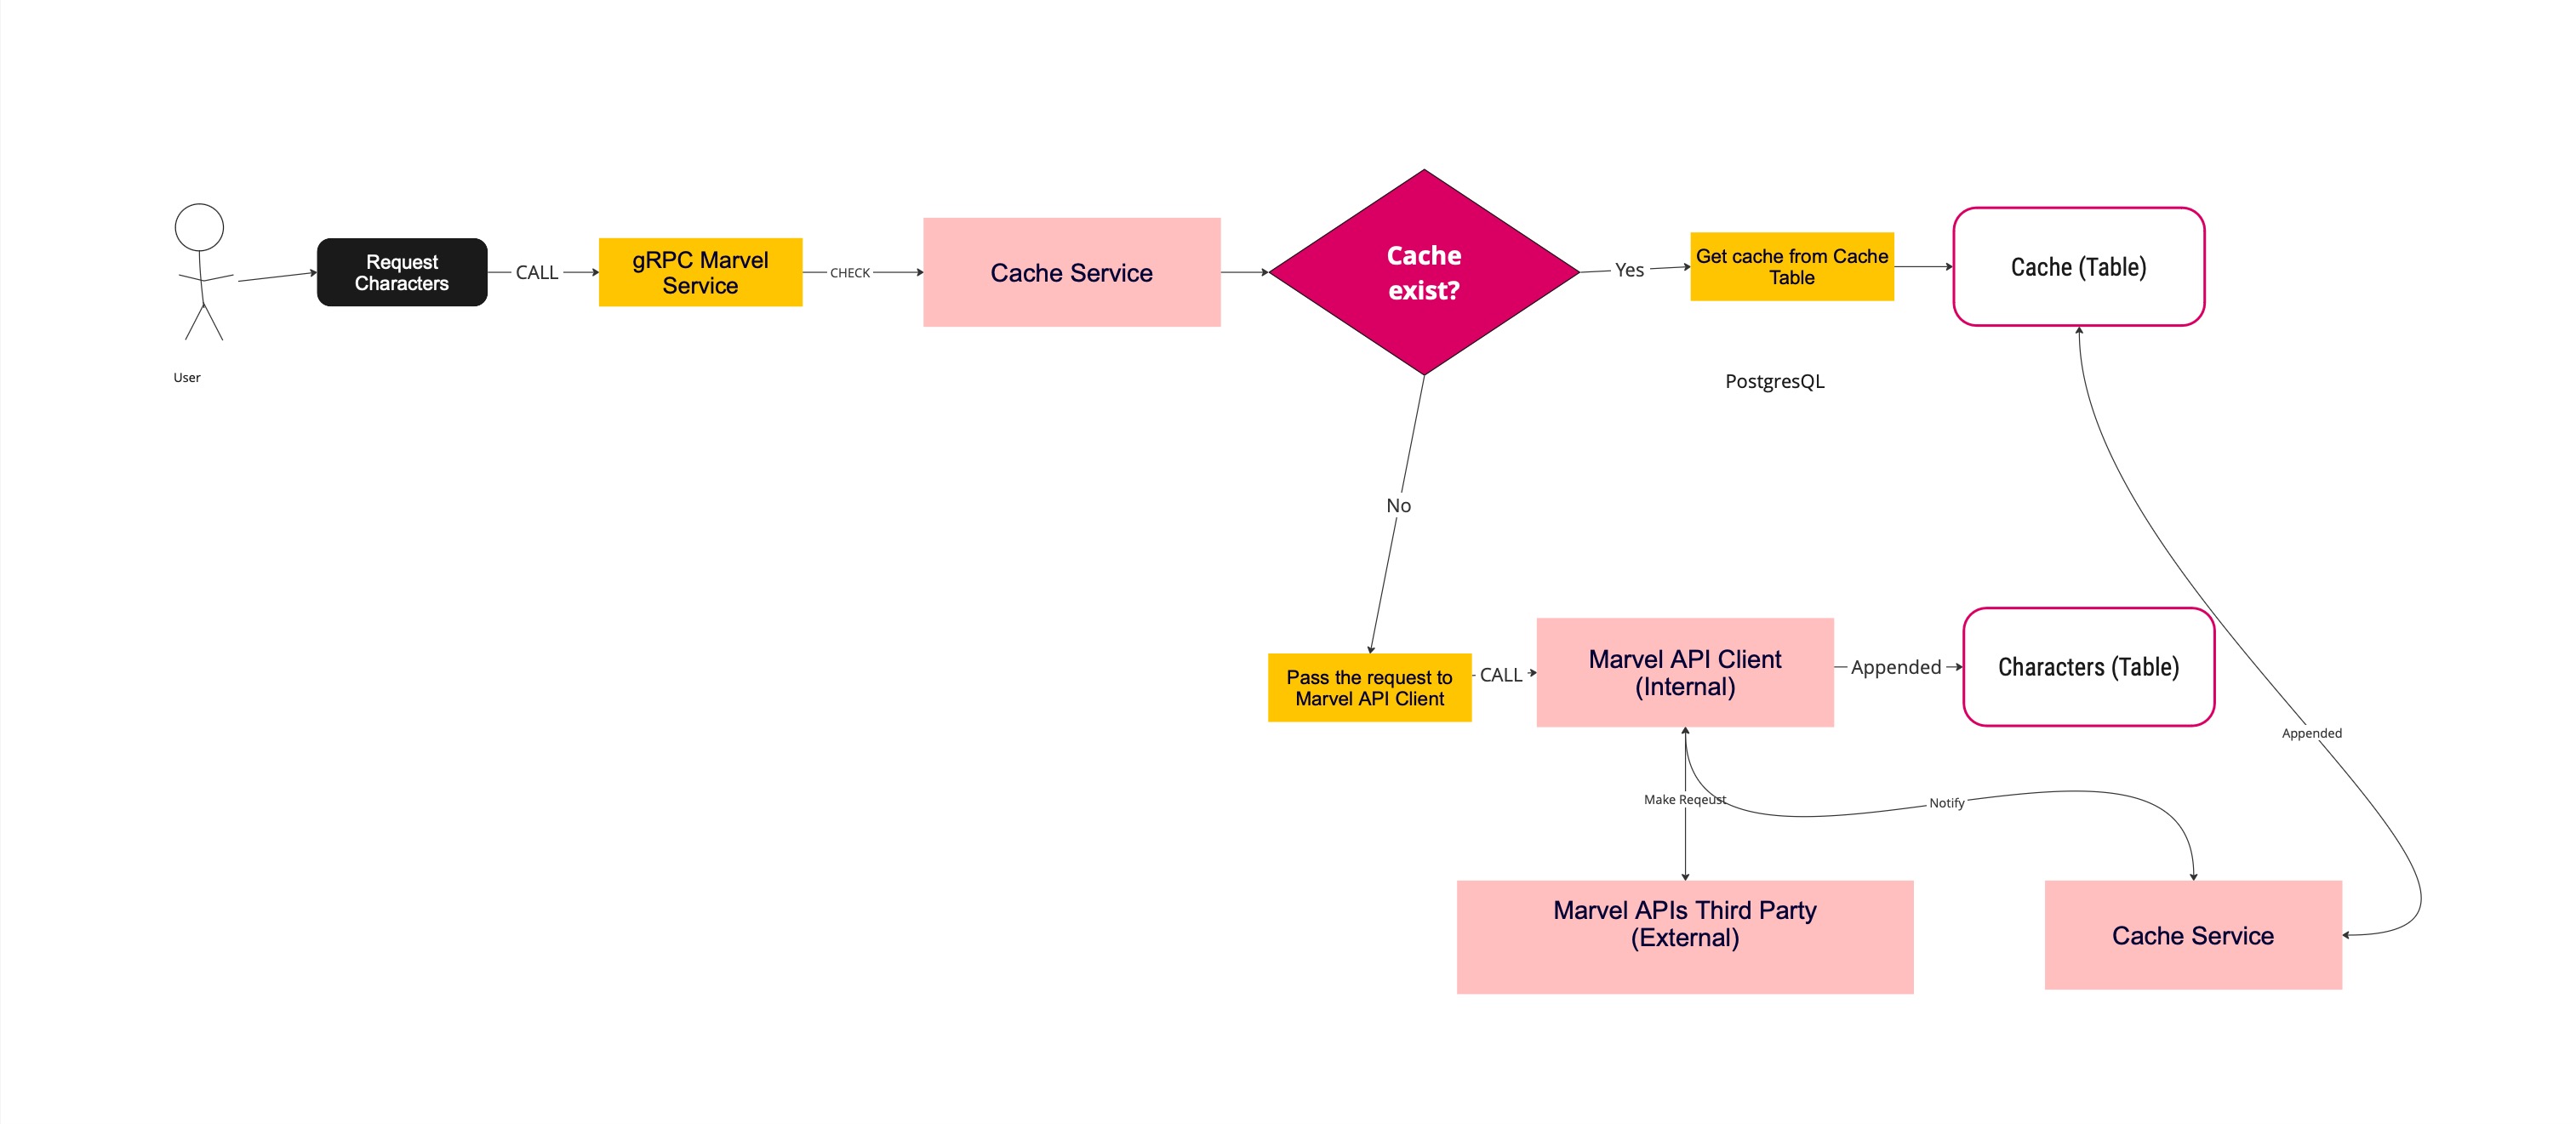 User
Request
Characters
CALL
gRPC Marvel
Service
CHECK
Cache Service
Cache
exist?
Yes
Get cache from Cache
Table
Cache (Table)
PostgresQL
No
Pass the request to
Marvel API Client
CALL
Marvel API Client
(Internal)
Appended
Characters (Table)
Appended
Make Reqeust
Notify
Marvel APIs Third Party
(External)
Cache Service